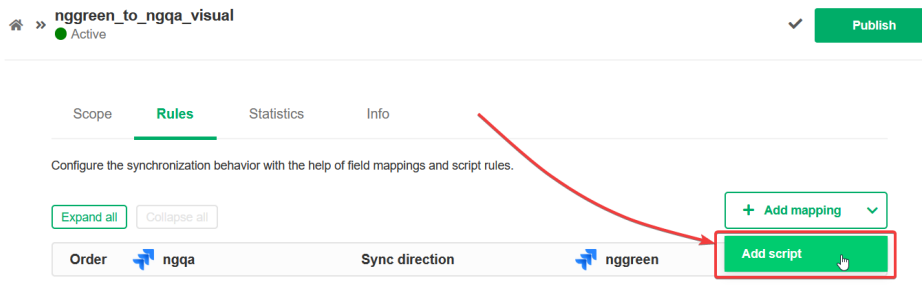 nggreen_to_ngqa_visual
Active
Publish
Scope Rules Statistics Info
Configure the synchronization behavior with the help of field mappings and script rules.
Expand all Collapse all
+ Add mapping
Add script
Order ngqa Sync direction nggreen